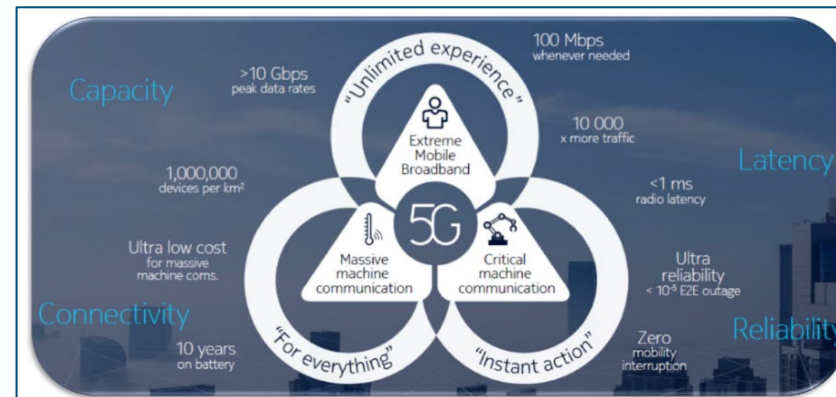 "Unlimited experience"
100 Mbps
whenever needed
>10 Gbps
peak data rates
Capacity
Extreme
Mobile
Broadband
10 000
x more traffic
Latency
1,000,000
devices per km²
<1 ms
radio latency
5G
Massive
machine
communication
Critical
machine
communication
Ultra low cost
for massive
machine coms.
Ultra
reliability
< 10⁻⁵ E2E outage
Connectivity
Reliability
10 years
on battery
"For everything"
"Instant action"
Zero
mobility
interruption